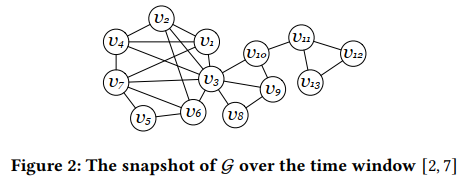 v2
v4 v1 v11
v10 v12
v7 v3 v13
v9
v5 v6 v8
Figure 2: The snapshot of 𝒢 over the time window [2, 7]